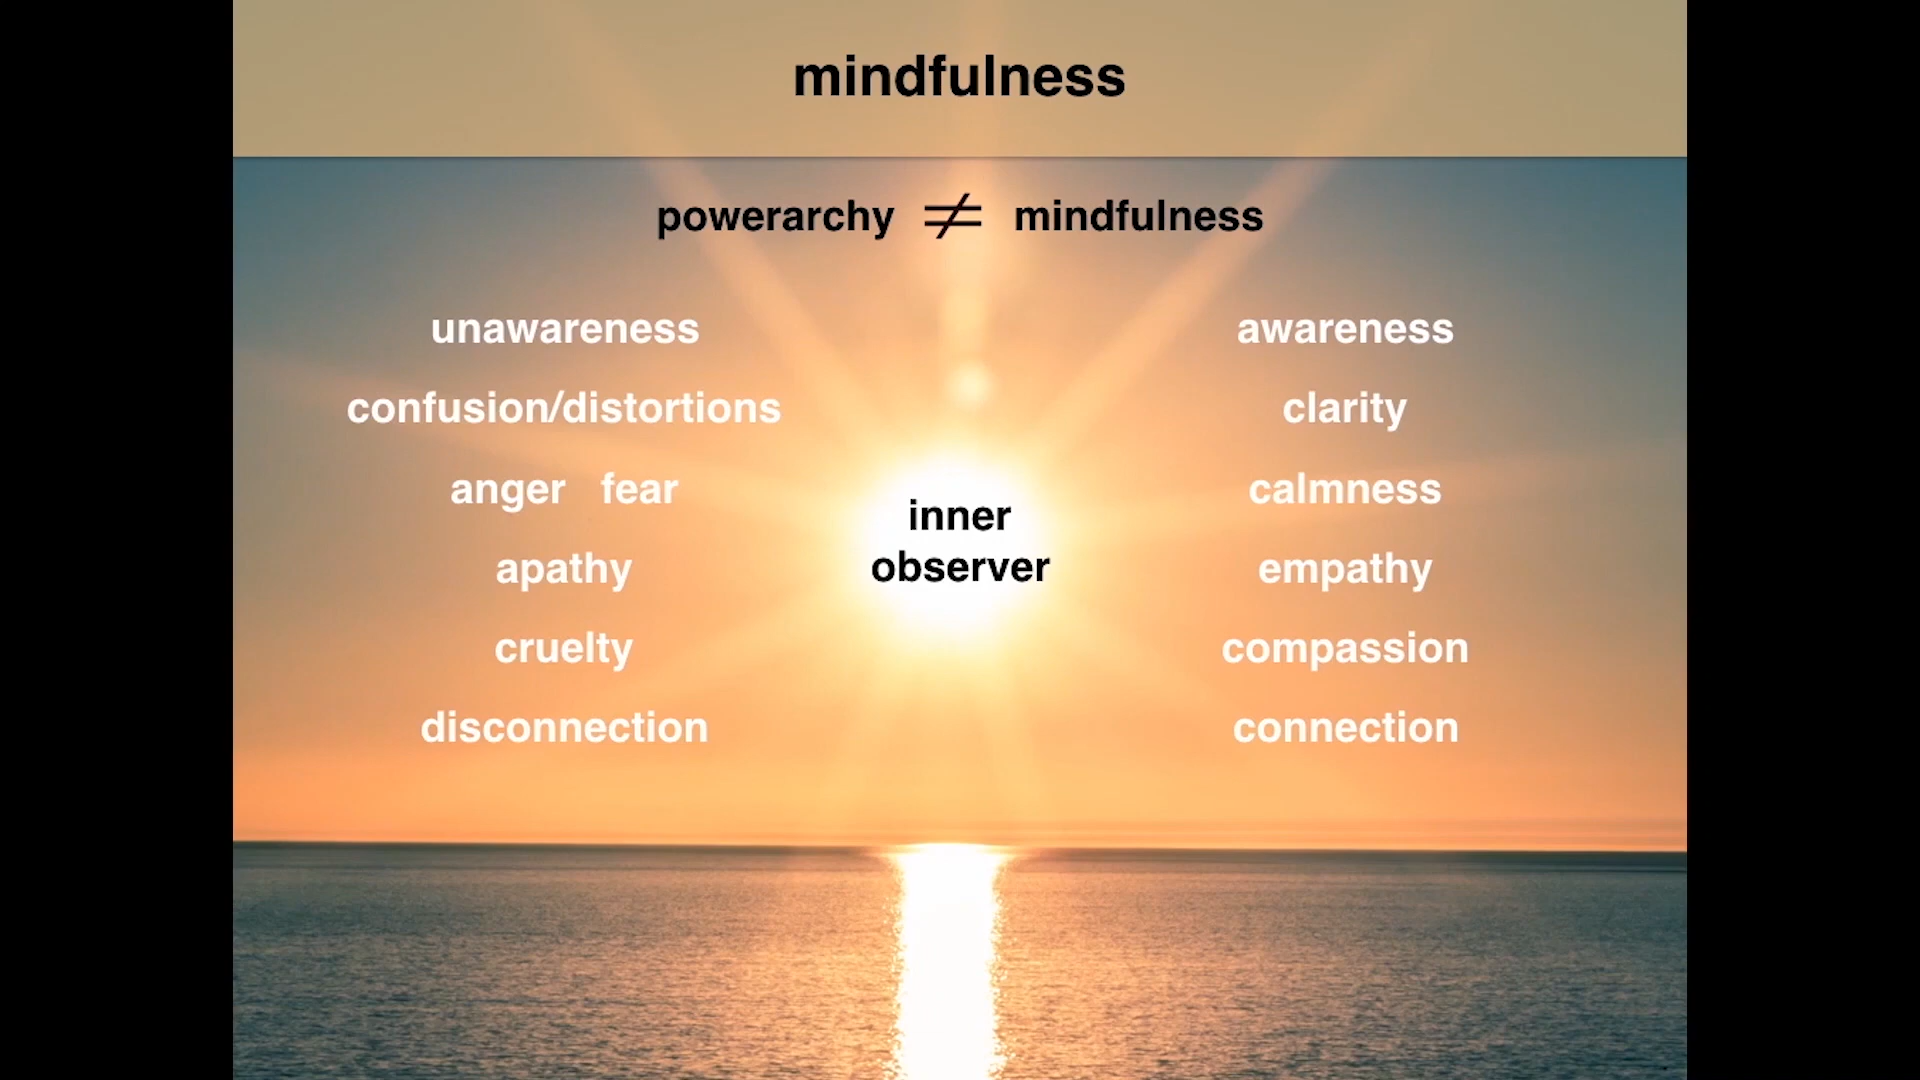 mindfulness
powerarchy ≠ mindfulness
unawareness
confusion/distortions
anger fear
apathy
cruelty
disconnection
inner
observer
awareness
clarity
calmness
empathy
compassion
connection